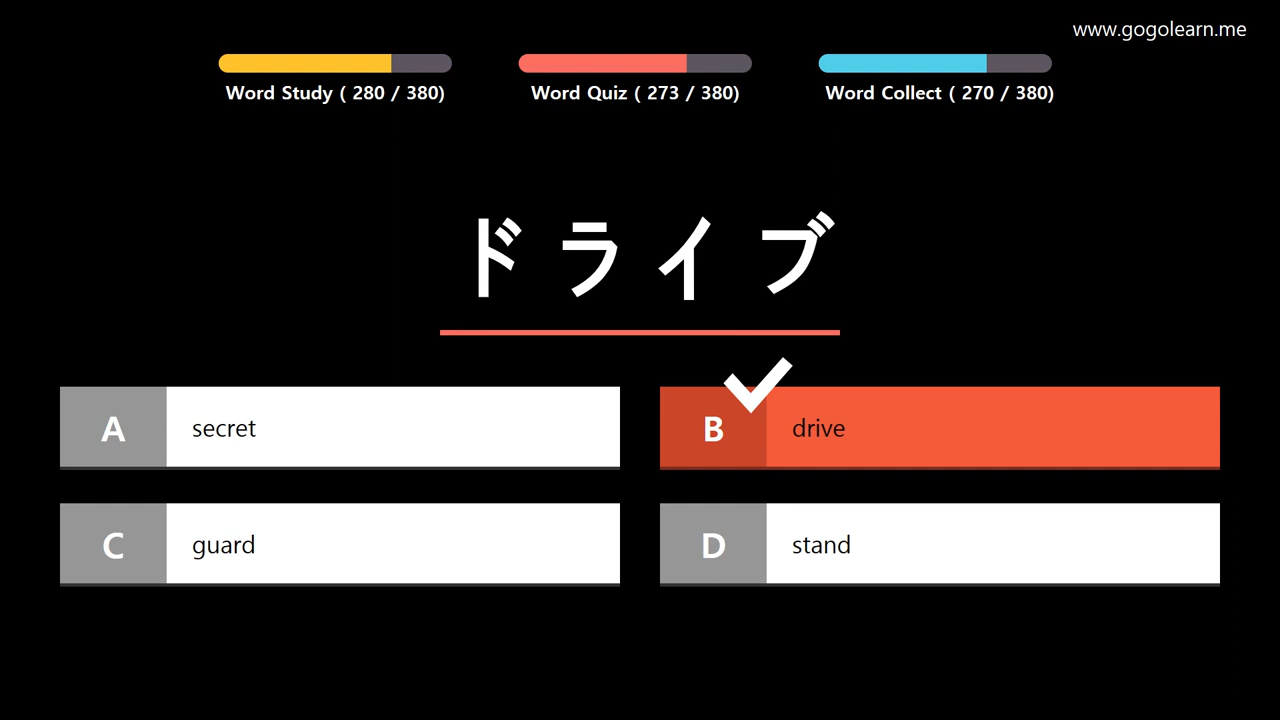 www.gogolearn.me
Word Study ( 280 / 380)
Word Quiz ( 273 / 380)
Word Collect ( 270 / 380)
ドライブ
A secret
B drive
C guard
D stand